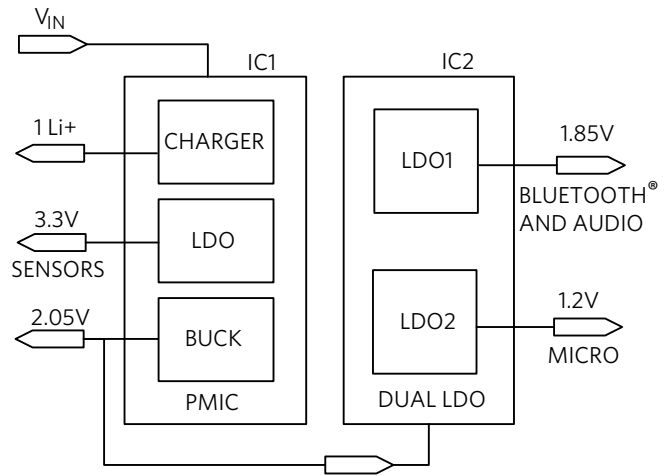 VIN
IC1
IC2
CHARGER
1 Li+
LDO
3.3V
SENSORS
BUCK
2.05V
PMIC
LDO1
1.85V
BLUETOOTH®
AND AUDIO
LDO2
1.2V
MICRO
DUAL LDO